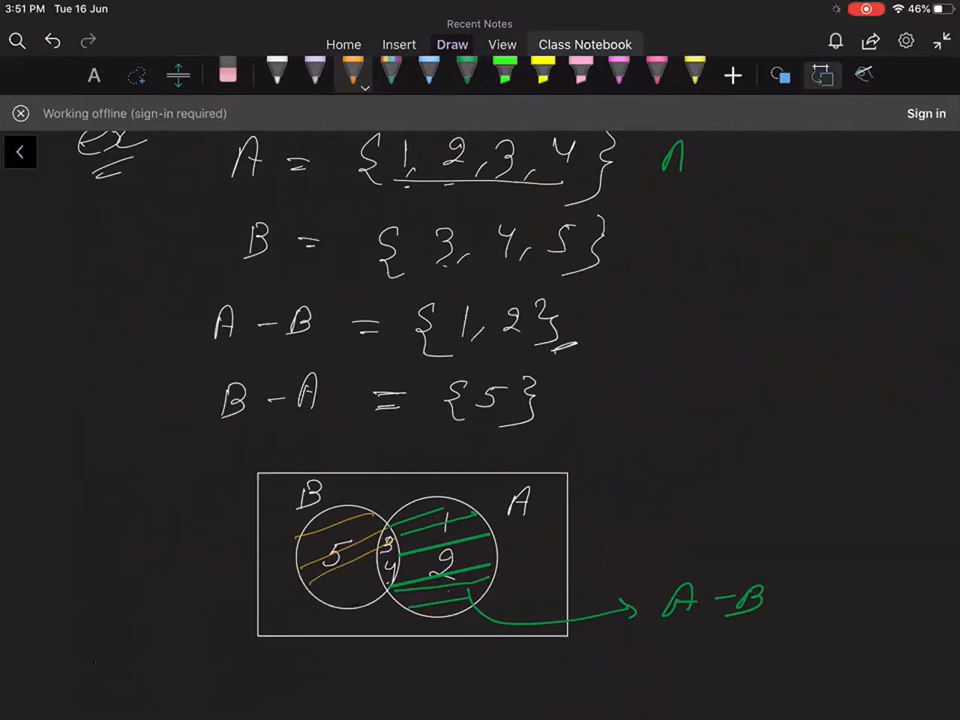 3:51 PM Tue 16 Jun 46%
Recent Notes
Home Insert Draw View Class Notebook
A
Working offline (sign-in required) Sign in
ex
A = {1, 2, 3, 4} A
B = {3, 4, 5}
A - B = {1, 2}
B - A = {5}
B A
1
5 3 2
4
A - B